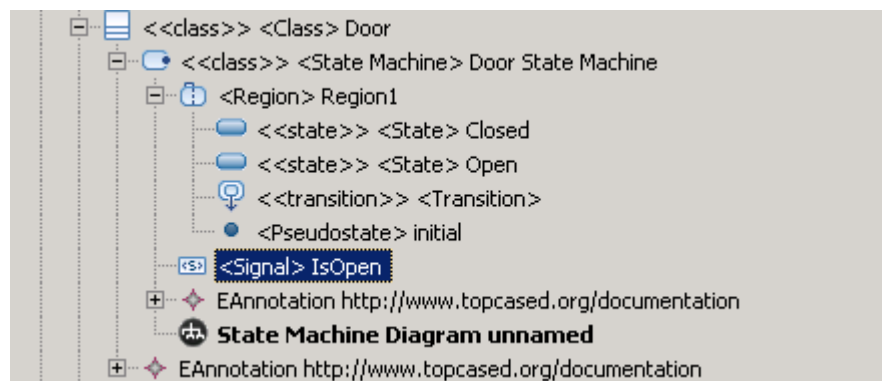 <<class>> <Class> Door
<<class>> <State Machine> Door State Machine
<Region> Region1
<<state>> <State> Closed
<<state>> <State> Open
<<transition>> <Transition>
<Pseudostate> initial
<S> <Signal> IsOpen
EAnnotation http://www.topcased.org/documentation
State Machine Diagram unnamed
EAnnotation http://www.topcased.org/documentation